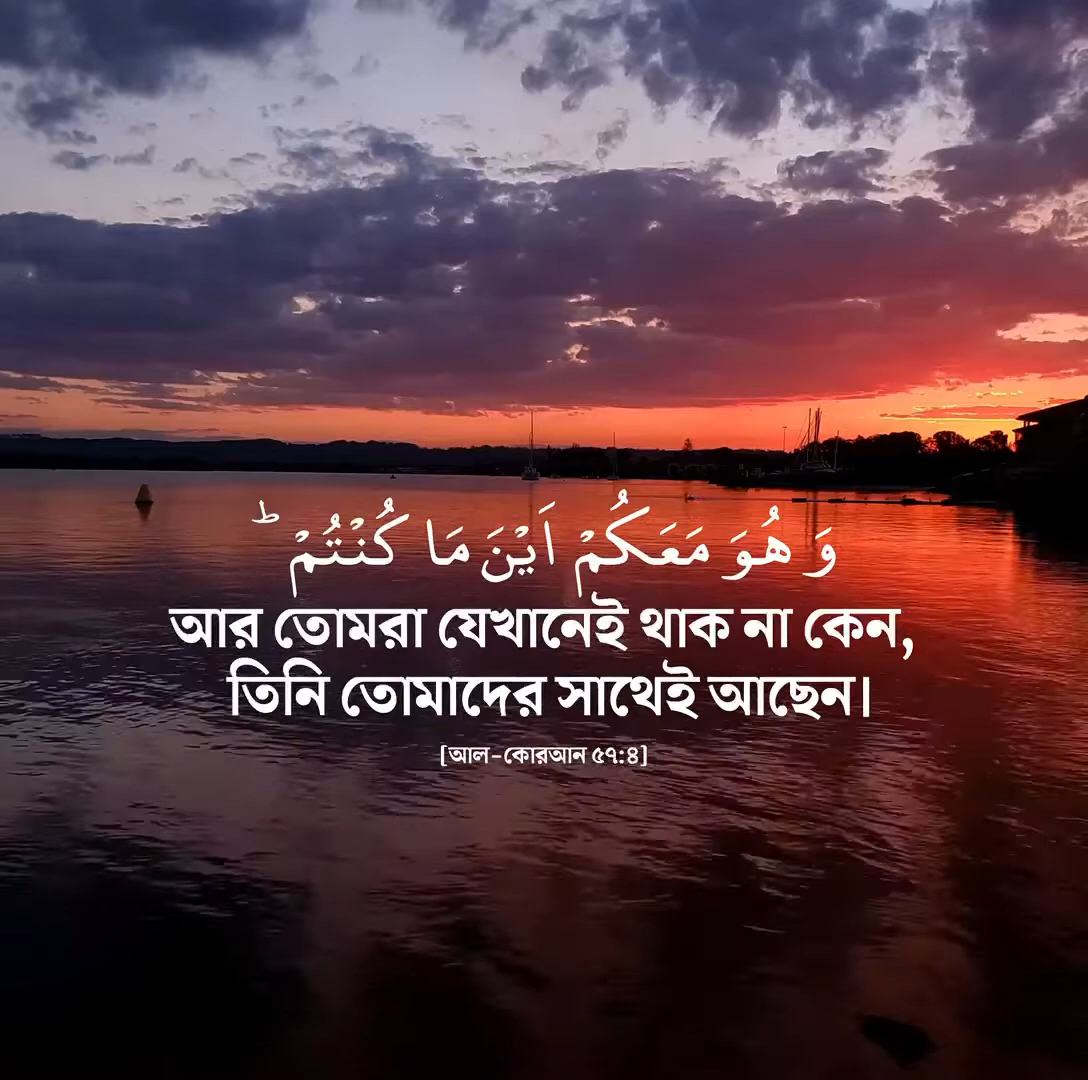 وَ هُوَ مَعَكُمْ اَيْنَ مَا كُنْتُمْ ؕ
আর তোমরা যেখানেই থাক না কেন,
তিনি তোমাদের সাথেই আছেন।
[আল-কোরআন ৫৭:৪]